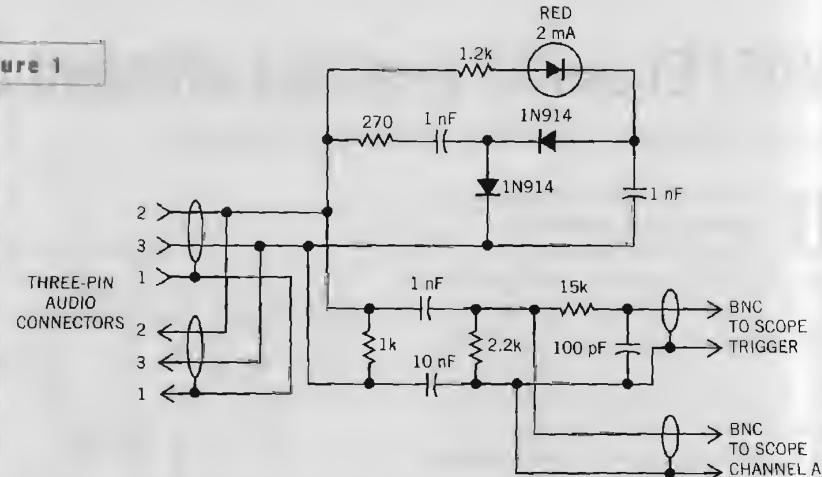 ure 1
RED
2 mA
1.2k
270
1 nF
1N914
1N914
1 nF
2
3
1
THREE-PIN
AUDIO
CONNECTORS
2
3
1
1 nF
15k
1k
2.2k
100 pF
10 nF
BNC
TO SCOPE
TRIGGER
BNC
TO SCOPE
CHANNEL A